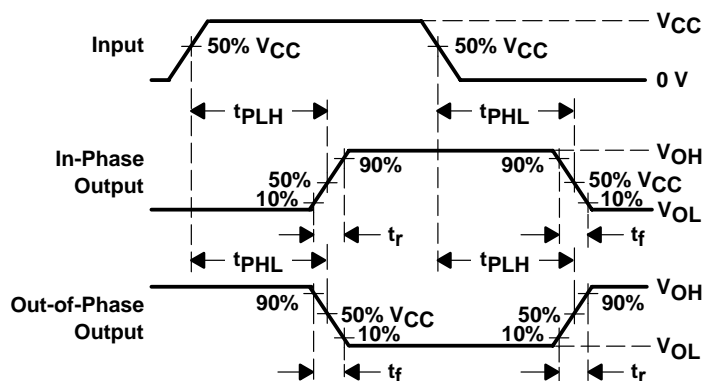 VCC
Input
50% VCC
50% VCC
0 V
tPLH
tPHL
In-Phase
Output
VOH
90%
90%
50%
50% VCC
10%
10%
VOL
tr
tf
tPHL
tPLH
Out-of-Phase
Output
VOH
90%
90%
50% VCC
50%
10%
10%
VOL
tf
tr